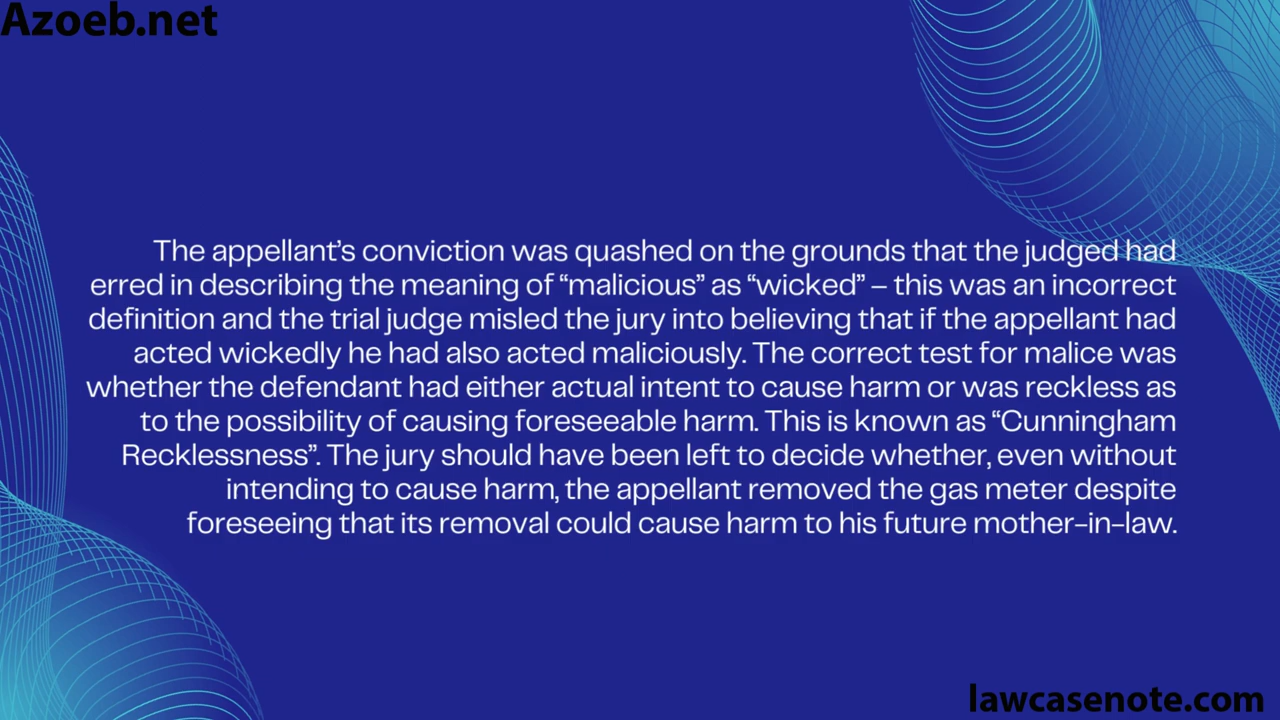 Azoeb.net
The appellant’s conviction was quashed on the grounds that the judged had
erred in describing the meaning of “malicious” as “wicked” – this was an incorrect
definition and the trial judge misled the jury into believing that if the appellant had
acted wickedly he had also acted maliciously. The correct test for malice was
whether the defendant had either actual intent to cause harm or was reckless as
to the possibility of causing foreseeable harm. This is known as “Cunningham
Recklessness”. The jury should have been left to decide whether, even without
intending to cause harm, the appellant removed the gas meter despite
foreseeing that its removal could cause harm to his future mother-in-law.
lawcasenote.com